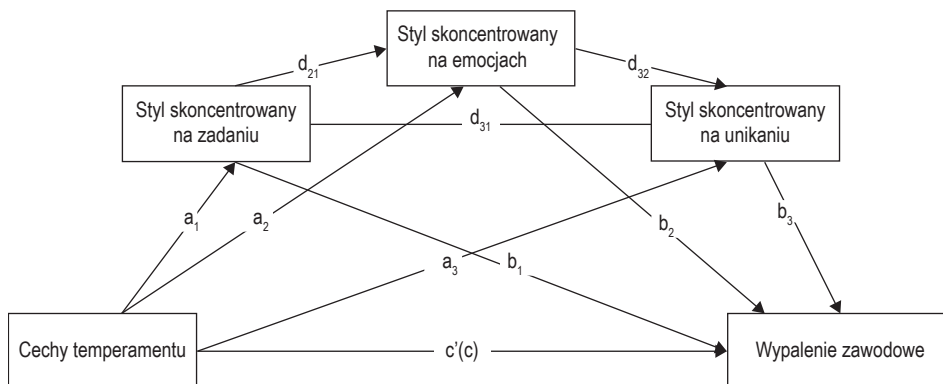 Styl skoncentrowany
na emocjach
d21
d32
Styl skoncentrowany
na zadaniu
d31
Styl skoncentrowany
na unikaniu
a1
a2
a3
b1
b2
b3
Cechy temperamentu
c'(c)
Wypalenie zawodowe